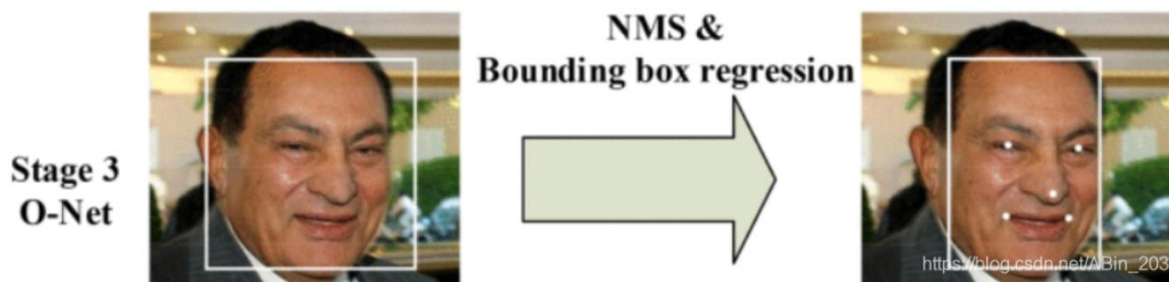 NMS &
Bounding box regression
Stage 3
O-Net
https://blog.csdn.net/ABin_203